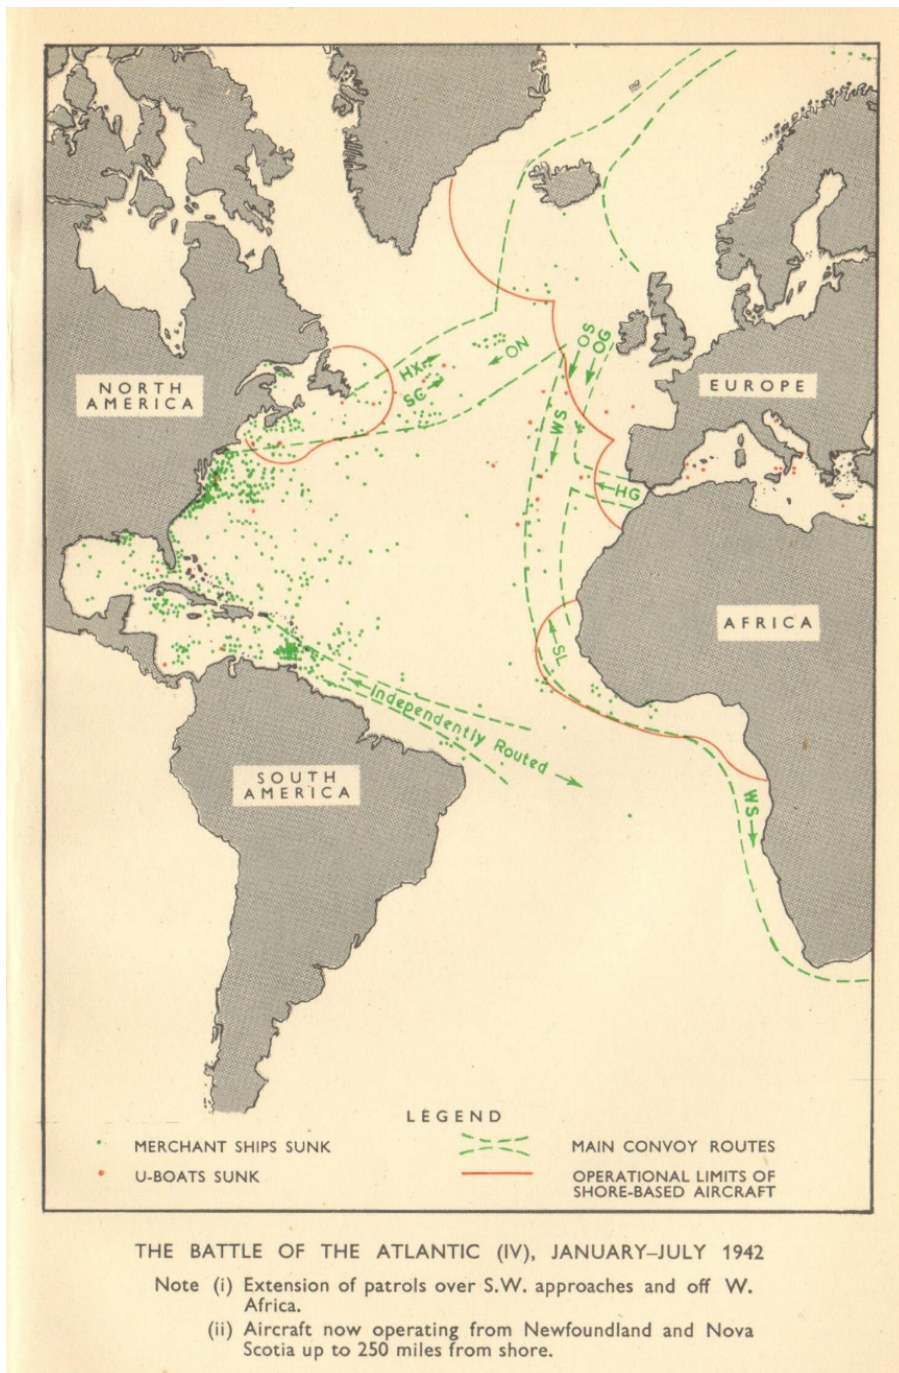 HX
SC
ON
OS
OG
WS
HG
NORTH
AMERICA
EUROPE
AFRICA
SL
Independently Routed
SOUTH
AMERICA
WS
LEGEND
MERCHANT SHIPS SUNK
U-BOATS SUNK
MAIN CONVOY ROUTES
OPERATIONAL LIMITS OF
SHORE-BASED AIRCRAFT
THE BATTLE OF THE ATLANTIC (IV), JANUARY–JULY 1942
Note (i) Extension of patrols over S.W. approaches and off W.
Africa.
(ii) Aircraft now operating from Newfoundland and Nova
Scotia up to 250 miles from shore.